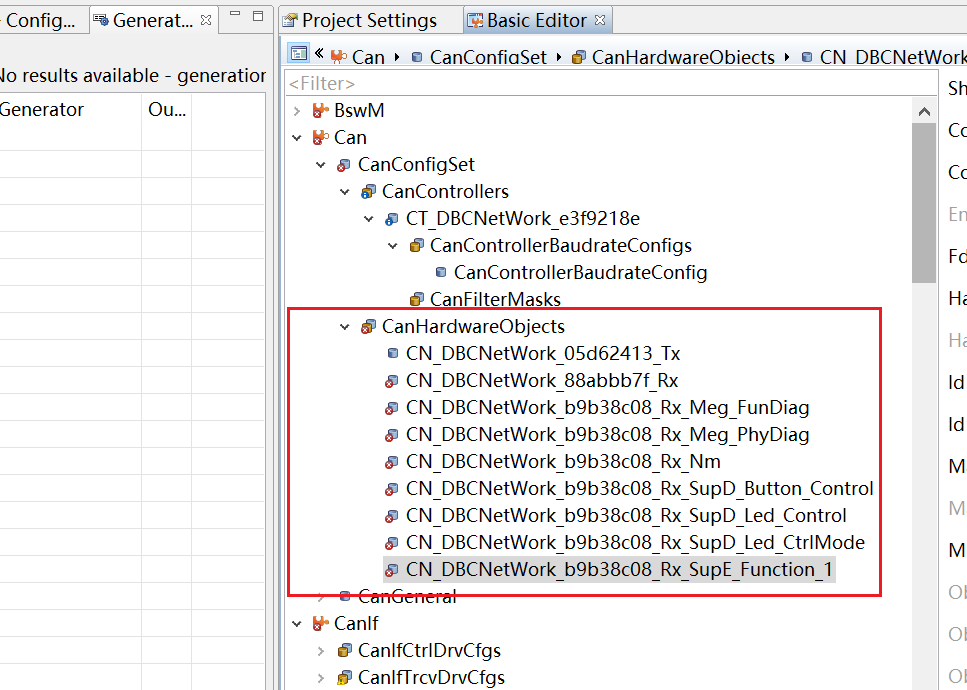 Config...
Generat...
No results available - generation
Generator
Ou...
Project Settings
Basic Editor
« Can CanConfigSet CanHardwareObjects CN_DBCNetWork
<Filter>
BswM
Can
CanConfigSet
CanControllers
CT_DBCNetWork_e3f9218e
CanControllerBaudrateConfigs
CanControllerBaudrateConfig
CanFilterMasks
CanHardwareObjects
CN_DBCNetWork_05d62413_Tx
CN_DBCNetWork_88abbb7f_Rx
CN_DBCNetWork_b9b38c08_Rx_Meg_FunDiag
CN_DBCNetWork_b9b38c08_Rx_Meg_PhyDiag
CN_DBCNetWork_b9b38c08_Rx_Nm
CN_DBCNetWork_b9b38c08_Rx_SupD_Button_Control
CN_DBCNetWork_b9b38c08_Rx_SupD_Led_Control
CN_DBCNetWork_b9b38c08_Rx_SupD_Led_CtrlMode
CN_DBCNetWork_b9b38c08_Rx_SupE_Function_1
CanGeneral
CanIf
CanIfCtrlDrvCfgs
CanIfTrcvDrvCfgs
Sh
Co
Co
En
Fd
Ha
Ha
Id
Id
M
M
M
Ob
Ob
Ob